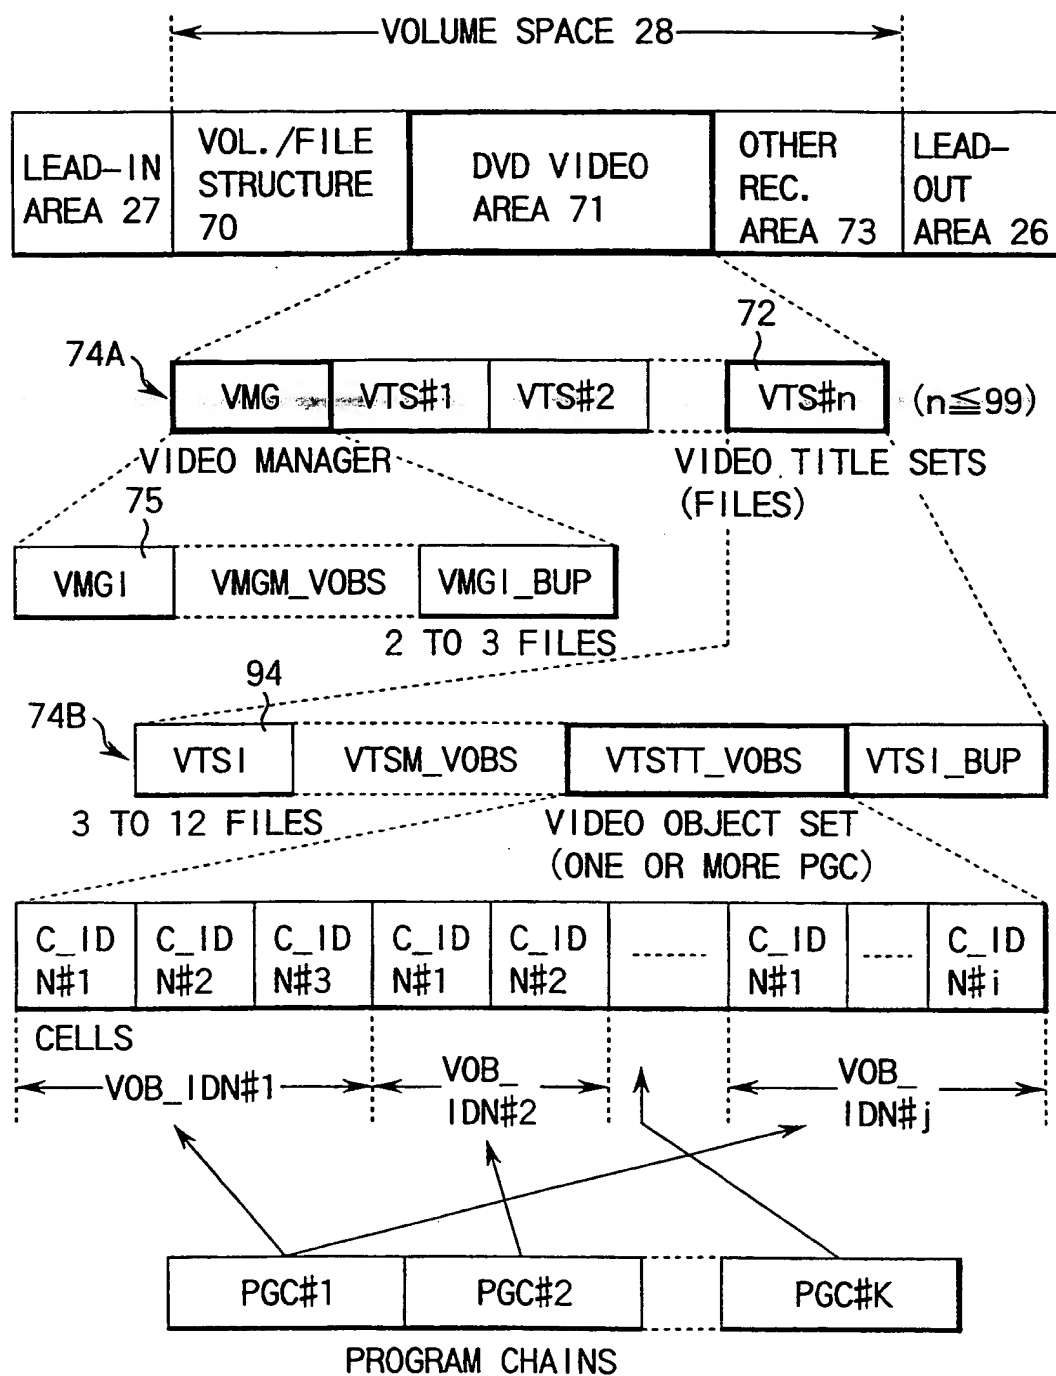 VOLUME SPACE 28
LEAD-IN
AREA 27
VOL./FILE
STRUCTURE
70
DVD VIDEO
AREA 71
OTHER
REC.
AREA 73
LEAD-
OUT
AREA 26
72
74A
VMG
VTS#1
VTS#2
VTS#n
(n≦99)
VIDEO MANAGER
VIDEO TITLE SETS
(FILES)
75
VMGI
VMGM_VOBS
VMGI_BUP
2 TO 3 FILES
94
74B
VTSI
VTSM_VOBS
VTSTT_VOBS
VTSI_BUP
3 TO 12 FILES
VIDEO OBJECT SET
(ONE OR MORE PGC)
C_ID
N#1
C_ID
N#2
C_ID
N#3
C_ID
N#1
C_ID
N#2
C_ID
N#1
C_ID
N#i
CELLS
VOB_IDN#1
VOB_
IDN#2
VOB_
IDN#j
PGC#1
PGC#2
PGC#K
PROGRAM CHAINS